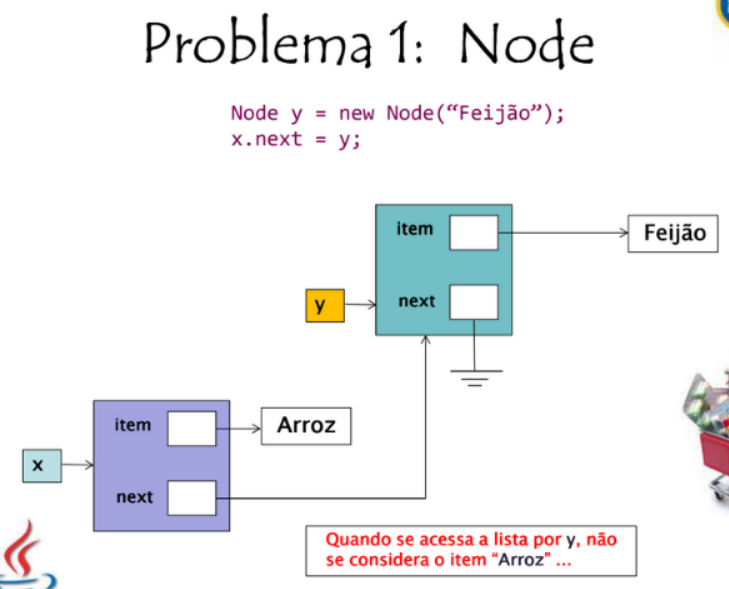 Problema 1: Node
Node y = new Node(“Feijão”);
x.next = y;
item
Feijão
y
next
item
Arroz
x
next
Quando se acessa a lista por y, não
se considera o item “Arroz” ...